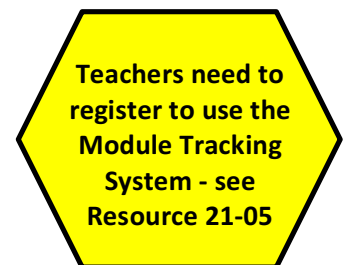 Teachers need to
register to use the
Module Tracking
System - see
Resource 21-05